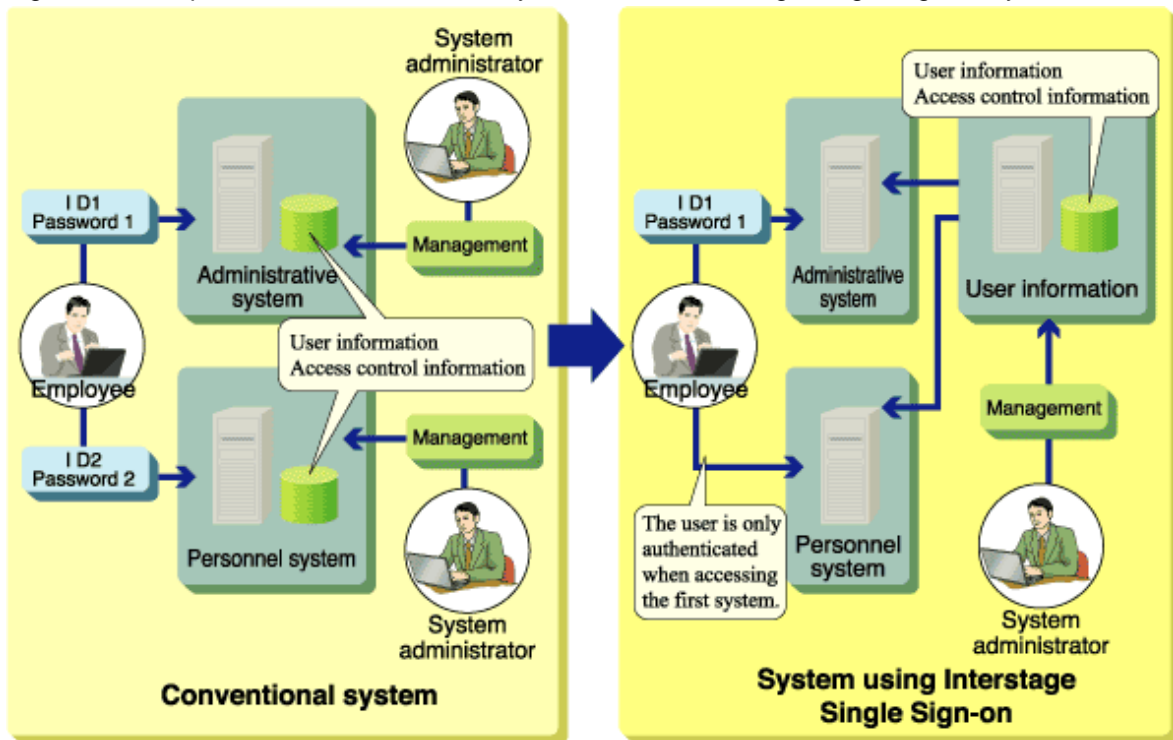 System
administrator
I D1
Password 1
Management
Administrative
system
User information
Access control information
Employee
Management
I D2
Password 2
Personnel system
System
administrator
Conventional system
User information
Access control information
I D1
Password 1
Administrative
system
User information
Employee
Management
The user is only
authenticated
when accessing
the first system.
Personnel
system
System
administrator
System using Interstage
Single Sign-on